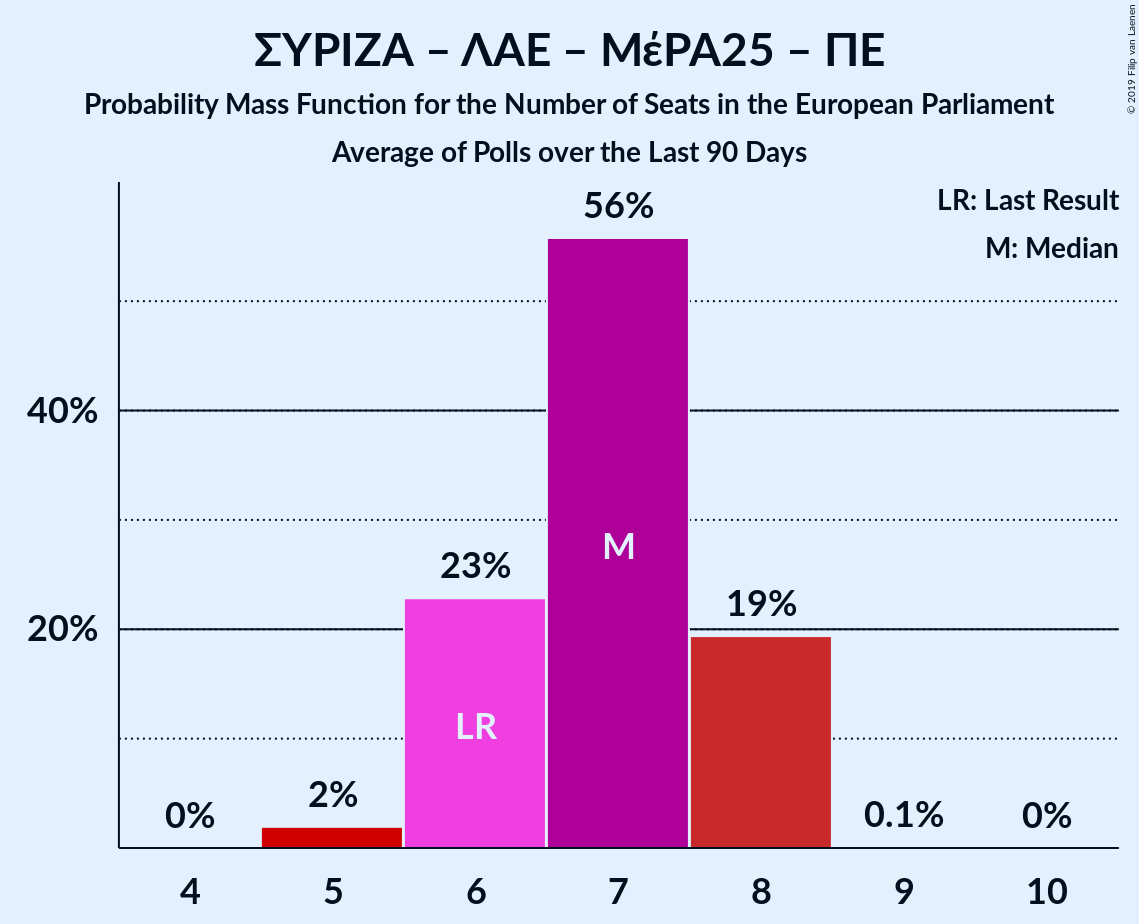 ΣΥΡΙΖΑ – ΛΑΕ – ΜέΡΑ25 – ΠΕ
Probability Mass Function for the Number of Seats in the European Parliament
Average of Polls over the Last 90 Days
© 2019 Filip van Laenen
LR: Last Result
M: Median
56%
40%
M
23%
19%
20%
LR
0%
2%
0.1%
0%
4 5 6 7 8 9 10